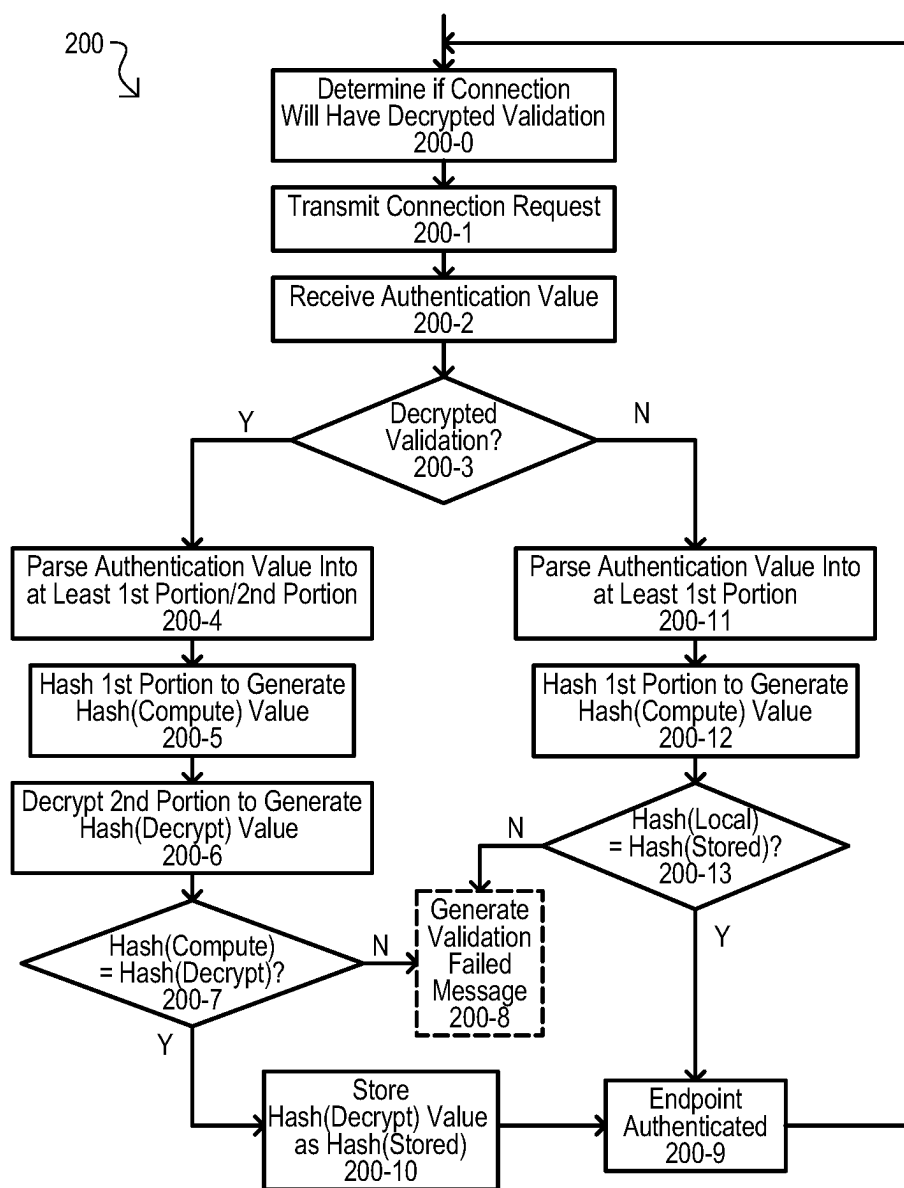 200
Determine if Connection
Will Have Decrypted Validation
200-0
Transmit Connection Request
200-1
Receive Authentication Value
200-2
Y
Decrypted
Validation?
200-3
N
Parse Authentication Value Into
at Least 1st Portion/2nd Portion
200-4
Parse Authentication Value Into
at Least 1st Portion
200-11
Hash 1st Portion to Generate
Hash(Compute) Value
200-5
Hash 1st Portion to Generate
Hash(Compute) Value
200-12
Decrypt 2nd Portion to Generate
Hash(Decrypt) Value
200-6
N
Hash(Local)
= Hash(Stored)?
200-13
Y
Hash(Compute)
= Hash(Decrypt)?
200-7
N
Y
Generate
Validation
Failed
Message
200-8
Store
Hash(Decrypt) Value
as Hash(Stored)
200-10
Endpoint
Authenticated
200-9